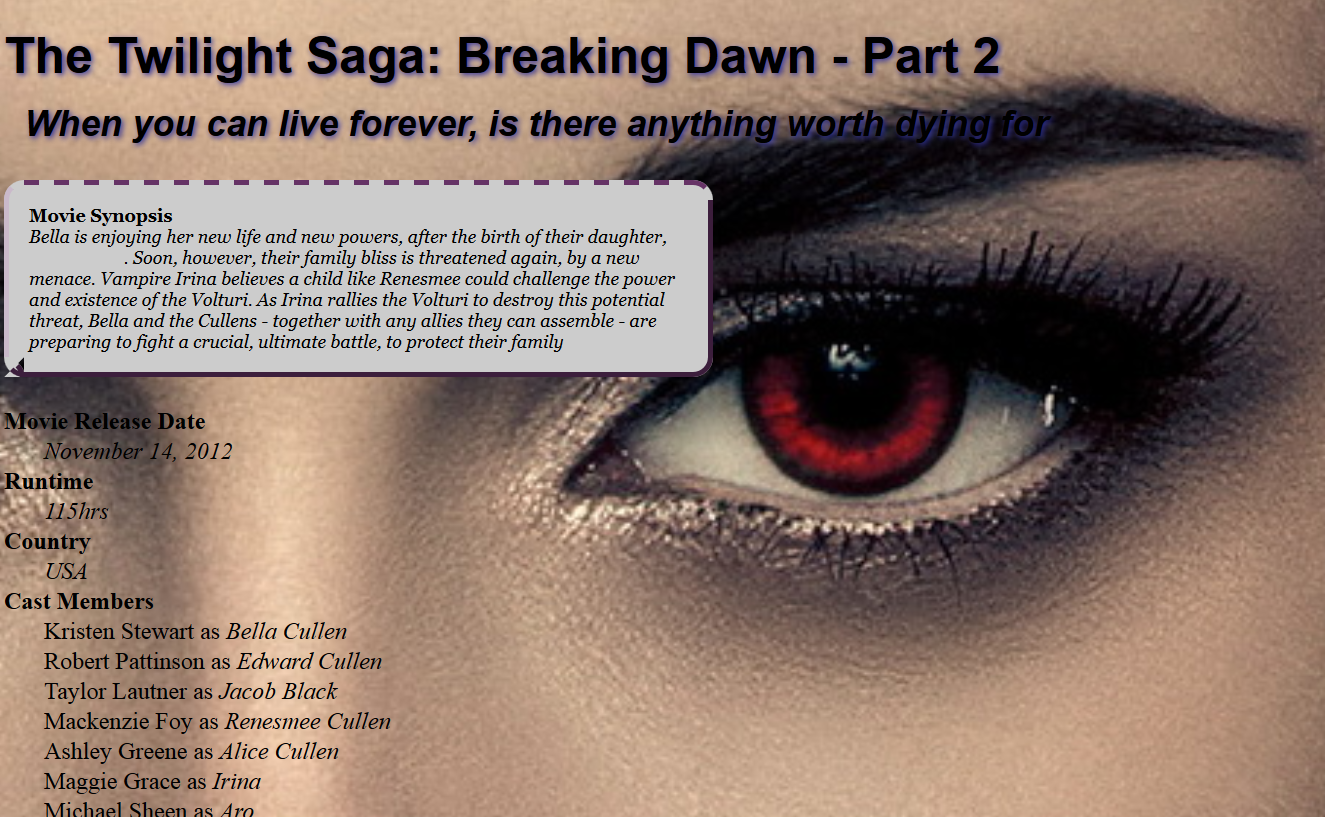 The Twilight Saga: Breaking Dawn - Part 2
When you can live forever, is there anything worth dying for
Movie Synopsis
Bella is enjoying her new life and new powers, after the birth of their daughter,
. Soon, however, their family bliss is threatened again, by a new
menace. Vampire Irina believes a child like Renesmee could challenge the power
and existence of the Volturi. As Irina rallies the Volturi to destroy this potential
threat, Bella and the Cullens - together with any allies they can assemble - are
preparing to fight a crucial, ultimate battle, to protect their family
Movie Release Date
November 14, 2012
Runtime
115hrs
Country
USA
Cast Members
Kristen Stewart as Bella Cullen
Robert Pattinson as Edward Cullen
Taylor Lautner as Jacob Black
Mackenzie Foy as Renesmee Cullen
Ashley Greene as Alice Cullen
Maggie Grace as Irina
Michael Sheen as Aro